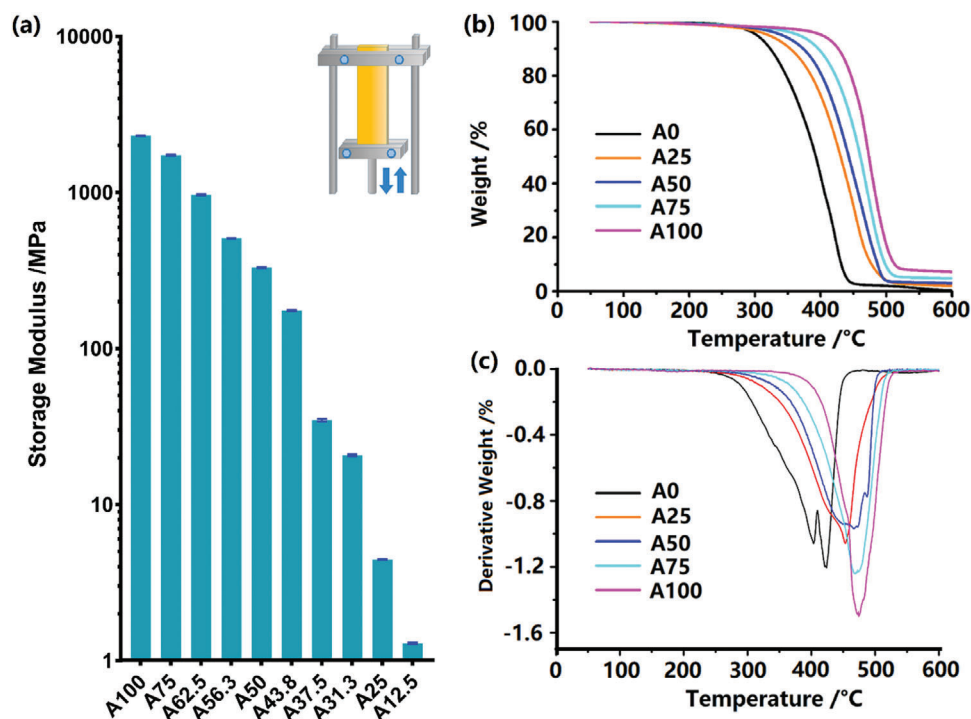 (a)
10000
1000
100
10
1
Storage Modulus /MPa
A100
A75
A62.5
A56.3
A50
A43.8
A37.5
A31.3
A25
A12.5
(b)
100
80
60
40
20
0
Weight /%
A0
A25
A50
A75
A100
0 100 200 300 400 500 600
Temperature /°C
(c)
0.0
-0.4
-0.8
-1.2
-1.6
Derivative Weight /%
A0
A25
A50
A75
A100
0 100 200 300 400 500 600
Temperature /°C